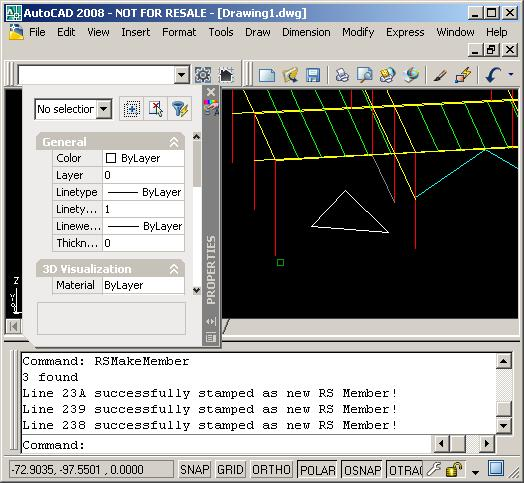 AutoCAD 2008 - NOT FOR RESALE - [Drawing1.dwg]
File Edit View Insert Format Tools Draw Dimension Modify Express Window Help
No selection
General
Color ByLayer
Layer 0
Linetype ByLayer
Linety... 1
Linewe... ByLayer
Thickn... 0
3D Visualization
Material ByLayer
PROPERTIES
Z
Y
Command: RSMakeMember
3 found
Line 23A successfully stamped as new RS Member!
Line 239 successfully stamped as new RS Member!
Line 238 successfully stamped as new RS Member!
Command:
-72.9035, -97.5501 , 0.0000 SNAP GRID ORTHO POLAR OSNAP OTRA